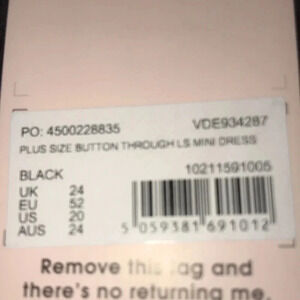 PO: 4500228835 VDE934287
PLUS SIZE BUTTON THROUGH LS MINI DRESS
BLACK 10211591005
UK 24
EU 52
US 20
AUS 24
5 059381 691012
Remove this tag and
there's no returning me.